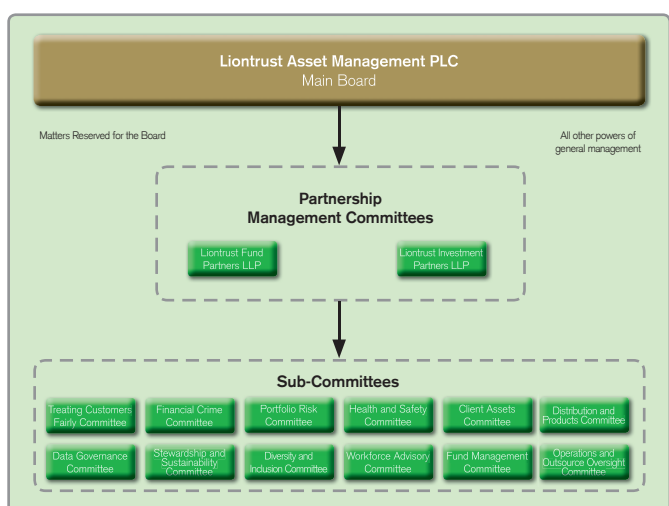 Liontrust Asset Management PLC
Main Board
Matters Reserved for the Board
All other powers of
general management
Partnership
Management Committees
Liontrust Fund
Partners LLP
Liontrust Investment
Partners LLP
Sub-Committees
Treating Customers
Fairly Committee
Financial Crime
Committee
Portfolio Risk
Committee
Health and Safety
Committee
Client Assets
Committee
Distribution and
Products Committee
Data Governance
Committee
Stewardship and
Sustainability
Committee
Diversity and
Inclusion Committee
Workforce Advisory
Committee
Fund Management
Committee
Operations and
Outsource Oversight
Committee